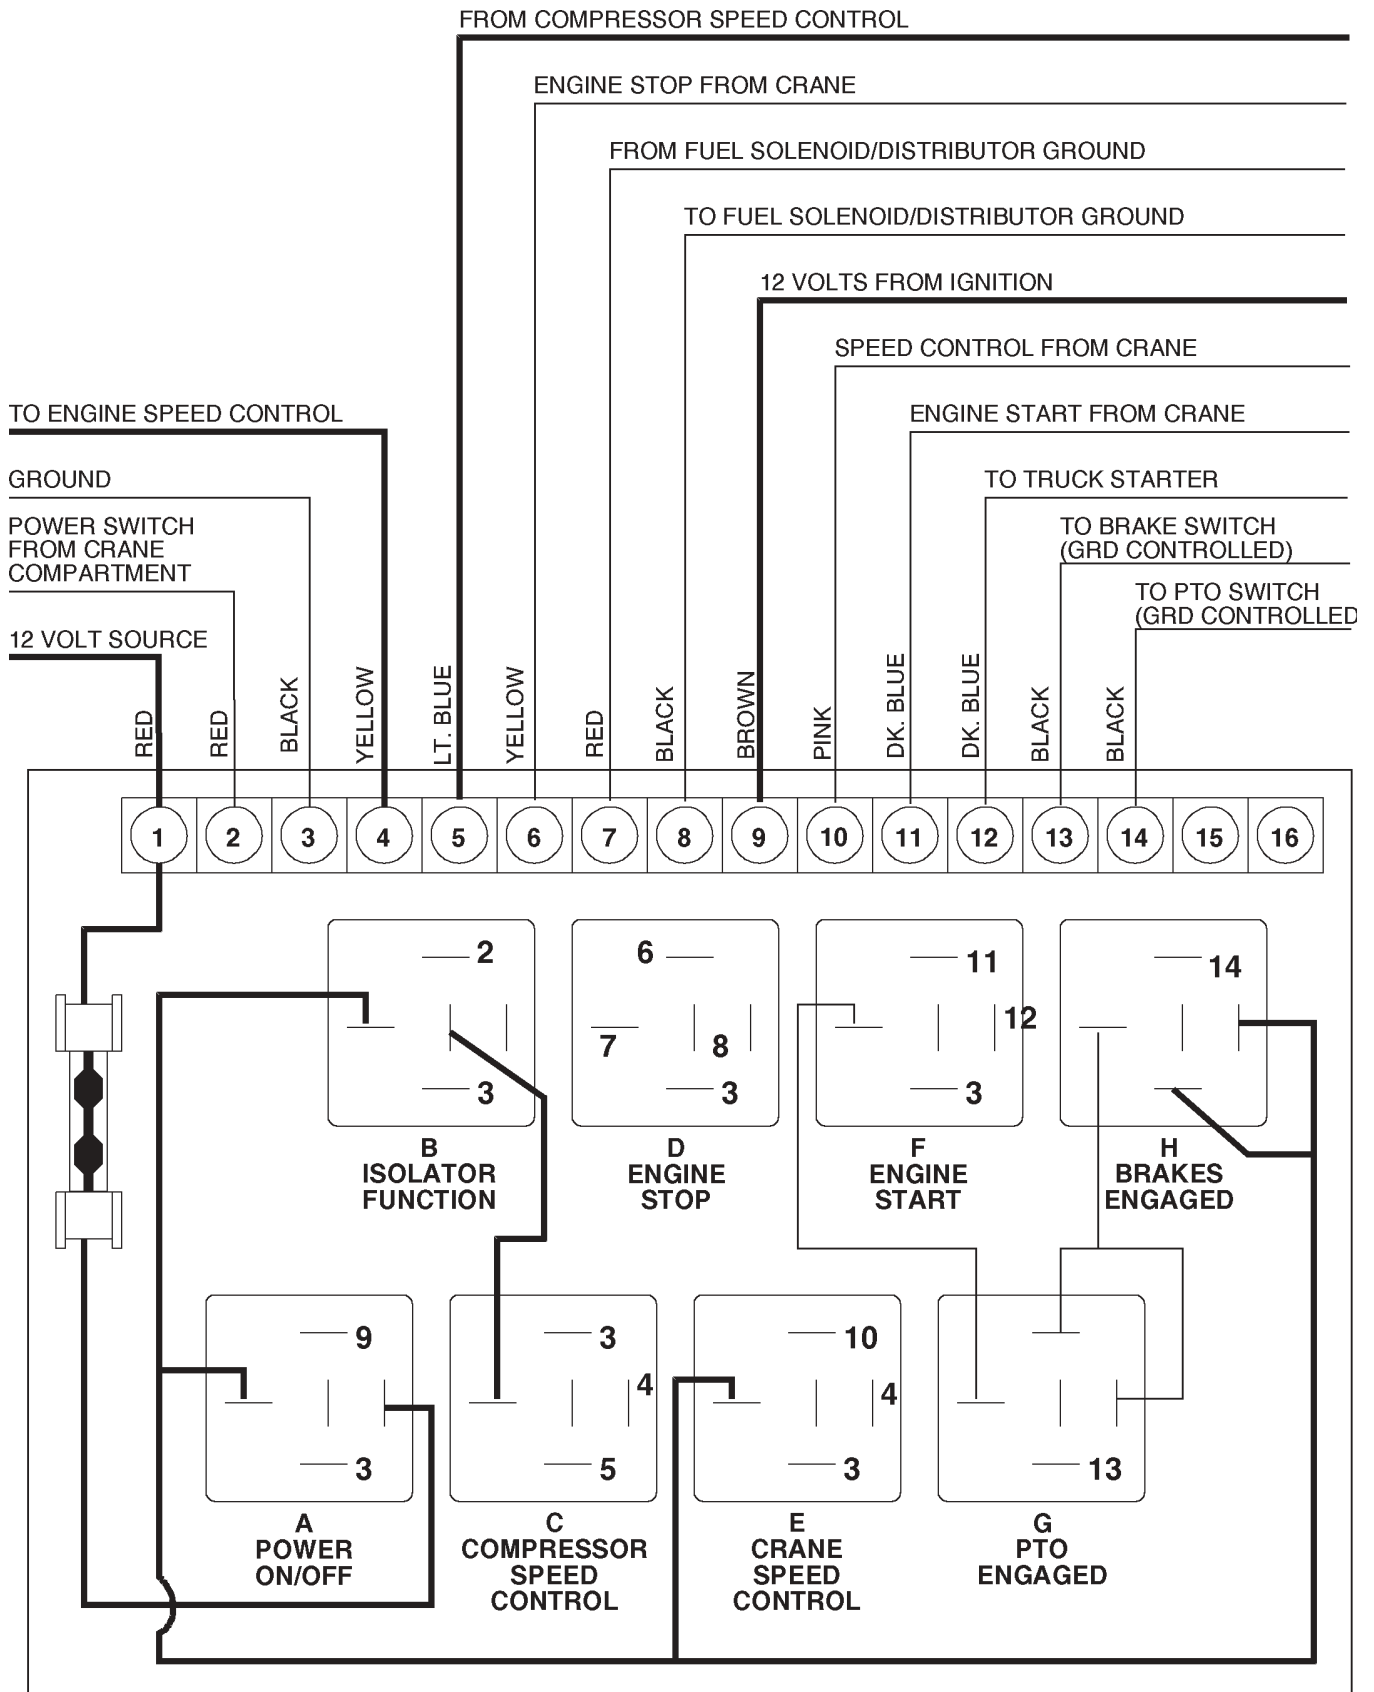 FROM COMPRESSOR SPEED CONTROL
ENGINE STOP FROM CRANE
FROM FUEL SOLENOID/DISTRIBUTOR GROUND
TO FUEL SOLENOID/DISTRIBUTOR GROUND
12 VOLTS FROM IGNITION
SPEED CONTROL FROM CRANE
TO ENGINE SPEED CONTROL
ENGINE START FROM CRANE
GROUND
TO TRUCK STARTER
POWER SWITCH
FROM CRANE
COMPARTMENT
TO BRAKE SWITCH
(GRD CONTROLLED)
TO PTO SWITCH
(GRD CONTROLLED
12 VOLT SOURCE
RED
RED
BLACK
YELLOW
LT. BLUE
YELLOW
RED
BLACK
BROWN
PINK
DK. BLUE
DK. BLUE
BLACK
BLACK
1 2 3 4 5 6 7 8 9 10 11 12 13 14 15 16
2
3
B
ISOLATOR
FUNCTION
6
7
8
3
D
ENGINE
STOP
11
12
3
F
ENGINE
START
14
H
BRAKES
ENGAGED
9
3
A
POWER
ON/OFF
3
4
5
C
COMPRESSOR
SPEED
CONTROL
10
4
3
E
CRANE
SPEED
CONTROL
13
G
PTO
ENGAGED